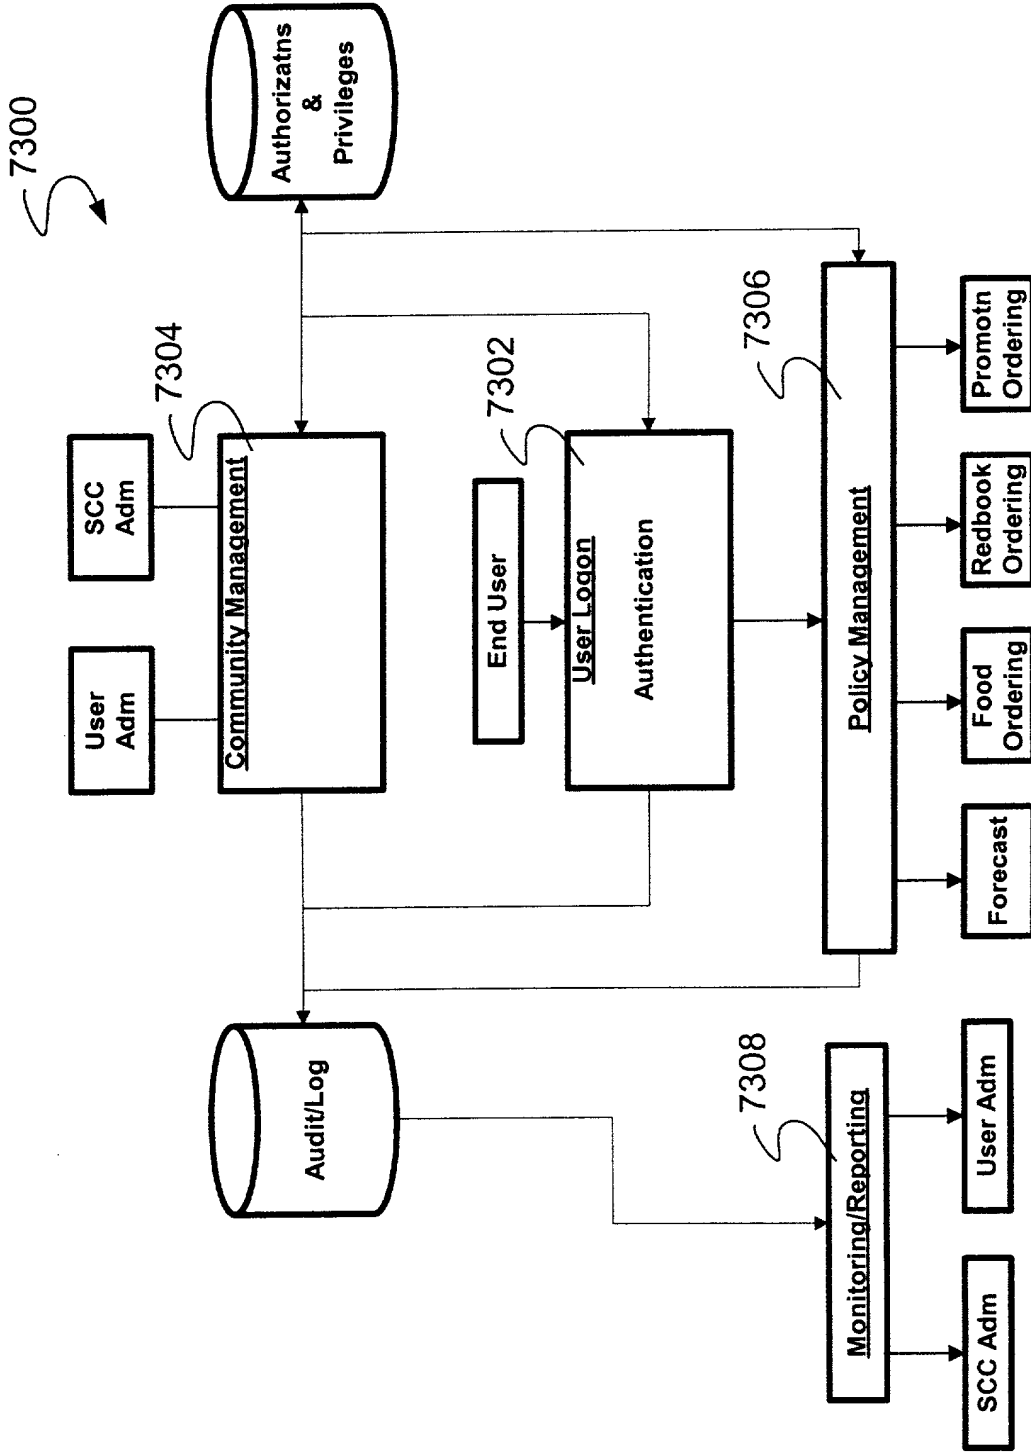 7300
User
Adm
SCC
Adm
7304
Community Management
Authorizatns
&
Privileges
Audit/Log
End User
7302
User Logon
Authentication
7306
Policy Management
7308
Monitoring/Reporting
SCC Adm
User Adm
Forecast
Food
Ordering
Redbook
Ordering
Promotn
Ordering